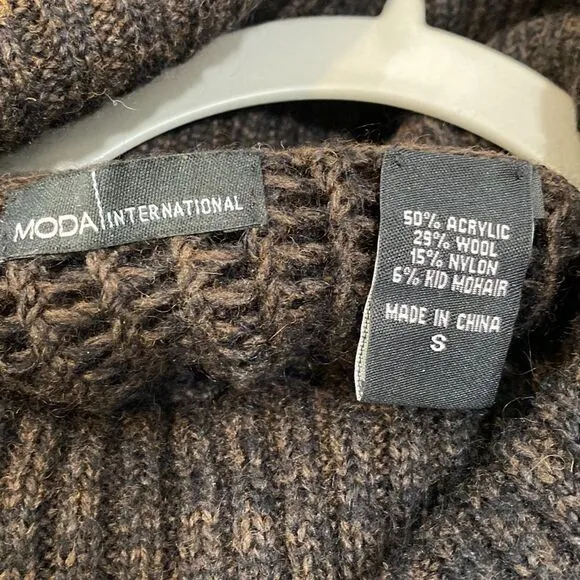 MODA INTERNATIONAL
50% ACRYLIC
29% WOOL
15% NYLON
6% KID MOHAIR
MADE IN CHINA
S